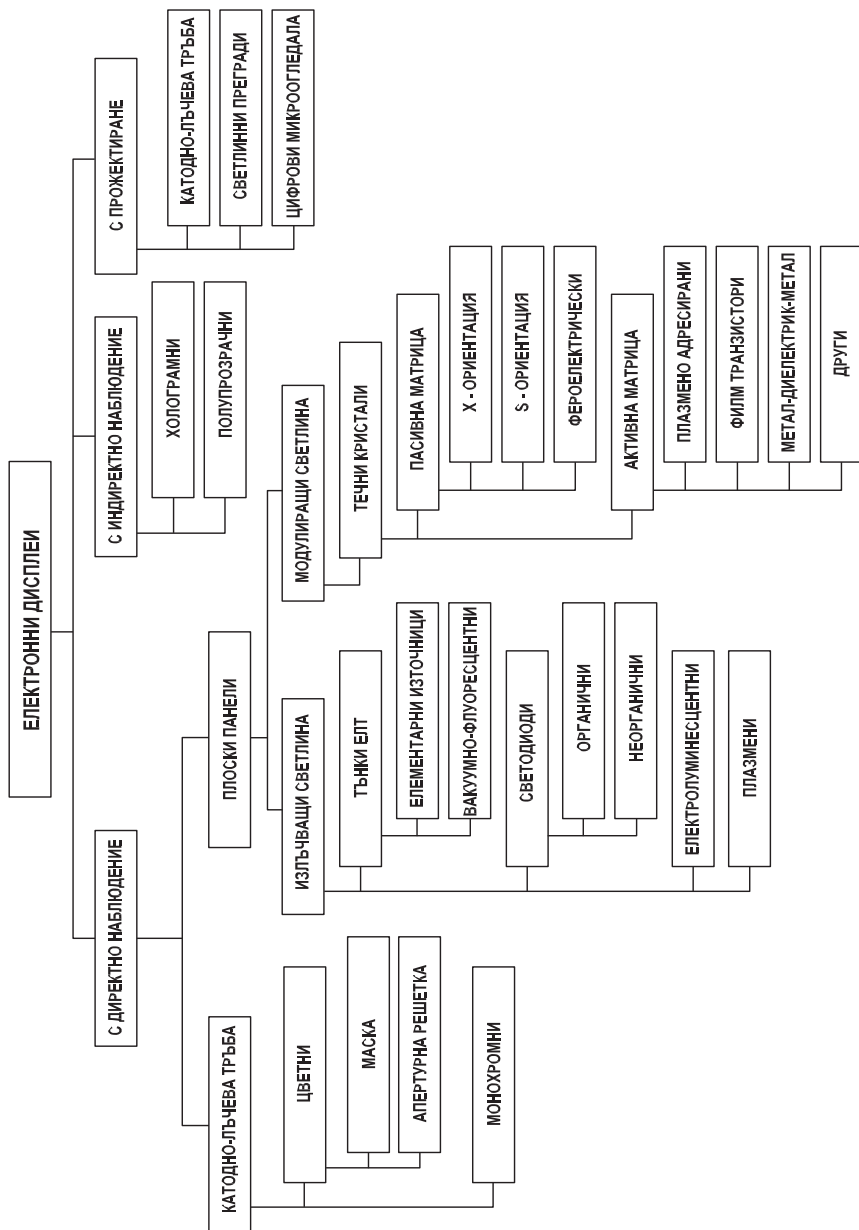 ЕЛЕКТРОННИ ДИСПЛЕИ
С ДИРЕКТНО НАБЛЮДЕНИЕ
КАТОДНО-ЛЪЧЕВА ТРЪБА
ЦВЕТНИ
МАСКА
АПЕРТУРНА РЕШЕТКА
МОНОХРОМНИ
ПЛОСКИ ПАНЕЛИ
ИЗЛЪЧВАЩИ СВЕТЛИНА
ТЪНКИ ЕЛТ
ЕЛЕМЕНТАРНИ ИЗТОЧНИЦИ
ВАКУУМНО-ФЛУОРЕСЦЕНТНИ
СВЕТОДИОДИ
ОРГАНИЧНИ
НЕОРГАНИЧНИ
ЕЛЕКТРОЛУМИНЕСЦЕНТНИ
ПЛАЗМЕНИ
МОДУЛИРАЩИ СВЕТЛИНА
ТЕЧНИ КРИСТАЛИ
ПАСИВНА МАТРИЦА
X - ОРИЕНТАЦИЯ
S - ОРИЕНТАЦИЯ
ФЕРОЕЛЕКТРИЧЕСКИ
АКТИВНА МАТРИЦА
ПЛАЗМЕНО АДРЕСИРАНИ
ФИЛМ ТРАНЗИСТОРИ
МЕТАЛ-ДИЕЛЕКТРИК-МЕТАЛ
ДРУГИ
С ИНДИРЕКТНО НАБЛЮДЕНИЕ
ХОЛОГРАМНИ
ПОЛУПРОЗРАЧНИ
С ПРОЖЕКТИРАНЕ
КАТОДНО-ЛЪЧЕВА ТРЪБА
СВЕТЛИННИ ПРЕГРАДИ
ЦИФРОВИ МИКРООГЛЕДАЛА